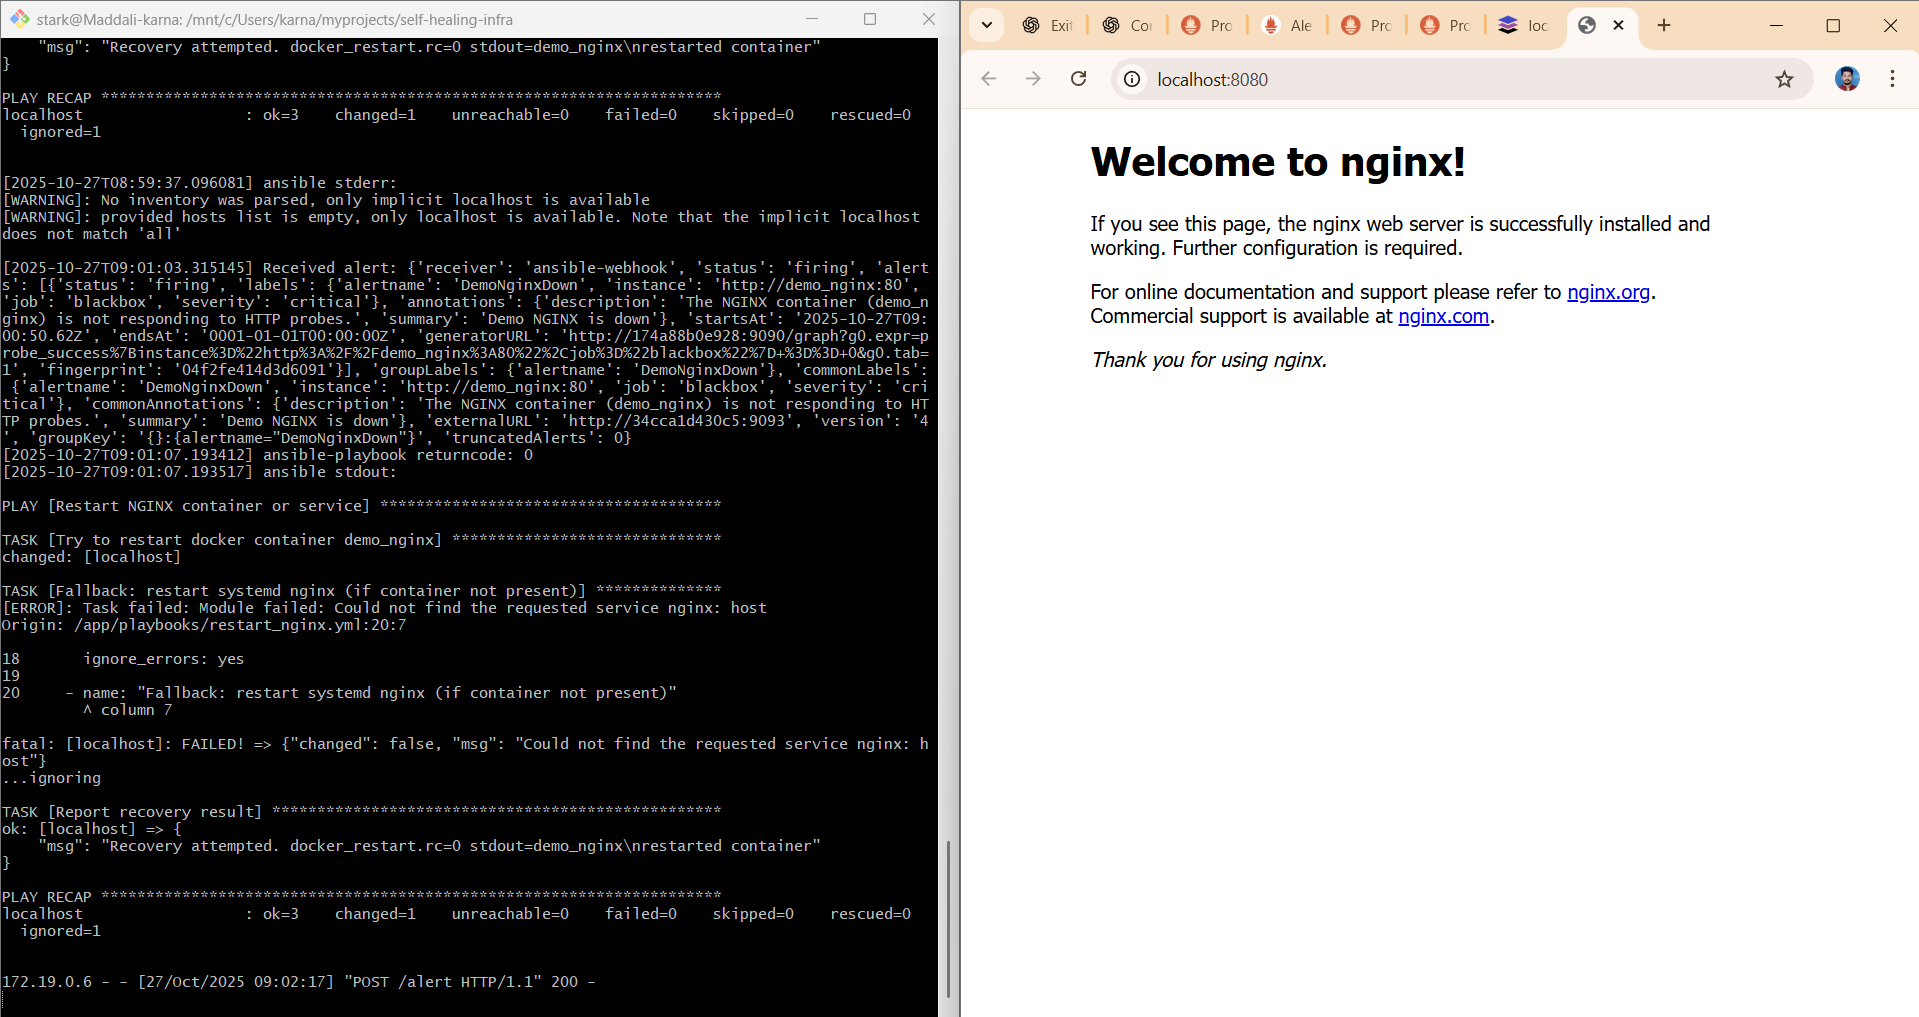 stark@Maddali-karna: /mnt/c/Users/karna/myprojects/self-healing-infra
    "msg": "Recovery attempted. docker_restart.rc=0 stdout=demo_nginx\nrestarted container"
}
PLAY RECAP *********************************************************************
localhost                  : ok=3    changed=1    unreachable=0    failed=0    skipped=0    rescued=0
  ignored=1
[2025-10-27T08:59:37.096081] ansible stderr:
[WARNING]: No inventory was parsed, only implicit localhost is available
[WARNING]: provided hosts list is empty, only localhost is available. Note that the implicit localhost
does not match 'all'
[2025-10-27T09:01:03.315145] Received alert: {'receiver': 'ansible-webhook', 'status': 'firing', 'alert
s': [{'status': 'firing', 'labels': {'alertname': 'DemoNginxDown', 'instance': 'http://demo_nginx:80',
'job': 'blackbox', 'severity': 'critical'}, 'annotations': {'description': 'The NGINX container (demo_n
ginx) is not responding to HTTP probes.', 'summary': 'Demo NGINX is down'}, 'startsAt': '2025-10-27T09:
00:50.62Z', 'endsAt': '0001-01-01T00:00:00Z', 'generatorURL': 'http://174a88b0e928:9090/graph?g0.expr=p
robe_success%7Binstance%3D%22http%3A%2F%2Fdemo_nginx%3A80%22%2Cjob%3D%22blackbox%22%7D+%3D%3D+0&g0.tab=
1', 'fingerprint': '04f2fe414d3d6091'}], 'groupLabels': {'alertname': 'DemoNginxDown'}, 'commonLabels':
 {'alertname': 'DemoNginxDown', 'instance': 'http://demo_nginx:80', 'job': 'blackbox', 'severity': 'cri
tical'}, 'commonAnnotations': {'description': 'The NGINX container (demo_nginx) is not responding to HT
TP probes.', 'summary': 'Demo NGINX is down'}, 'externalURL': 'http://34cca1d430c5:9093', 'version': '4
', 'groupKey': '{}:{alertname="DemoNginxDown"}', 'truncatedAlerts': 0}
[2025-10-27T09:01:07.193412] ansible-playbook returncode: 0
[2025-10-27T09:01:07.193517] ansible stdout:
PLAY [Restart NGINX container or service] **************************************
TASK [Try to restart docker container demo_nginx] ******************************
changed: [localhost]
TASK [Fallback: restart systemd nginx (if container not present)] **************
[ERROR]: Task failed: Module failed: Could not find the requested service nginx: host
Origin: /app/playbooks/restart_nginx.yml:20:7
18       ignore_errors: yes
19
20     - name: "Fallback: restart systemd nginx (if container not present)"
         ^ column 7
fatal: [localhost]: FAILED! => {"changed": false, "msg": "Could not find the requested service nginx: h
ost"}
...ignoring
TASK [Report recovery result] **************************************************
ok: [localhost] => {
    "msg": "Recovery attempted. docker_restart.rc=0 stdout=demo_nginx\nrestarted container"
}
PLAY RECAP *********************************************************************
localhost                  : ok=3    changed=1    unreachable=0    failed=0    skipped=0    rescued=0
  ignored=1
172.19.0.6 - - [27/Oct/2025 09:02:17] "POST /alert HTTP/1.1" 200 -
Exi Cor Pro Ale Pro Pro loc
localhost:8080
Welcome to nginx!
If you see this page, the nginx web server is successfully installed and
working. Further configuration is required.
For online documentation and support please refer to nginx.org.
Commercial support is available at nginx.com.
Thank you for using nginx.